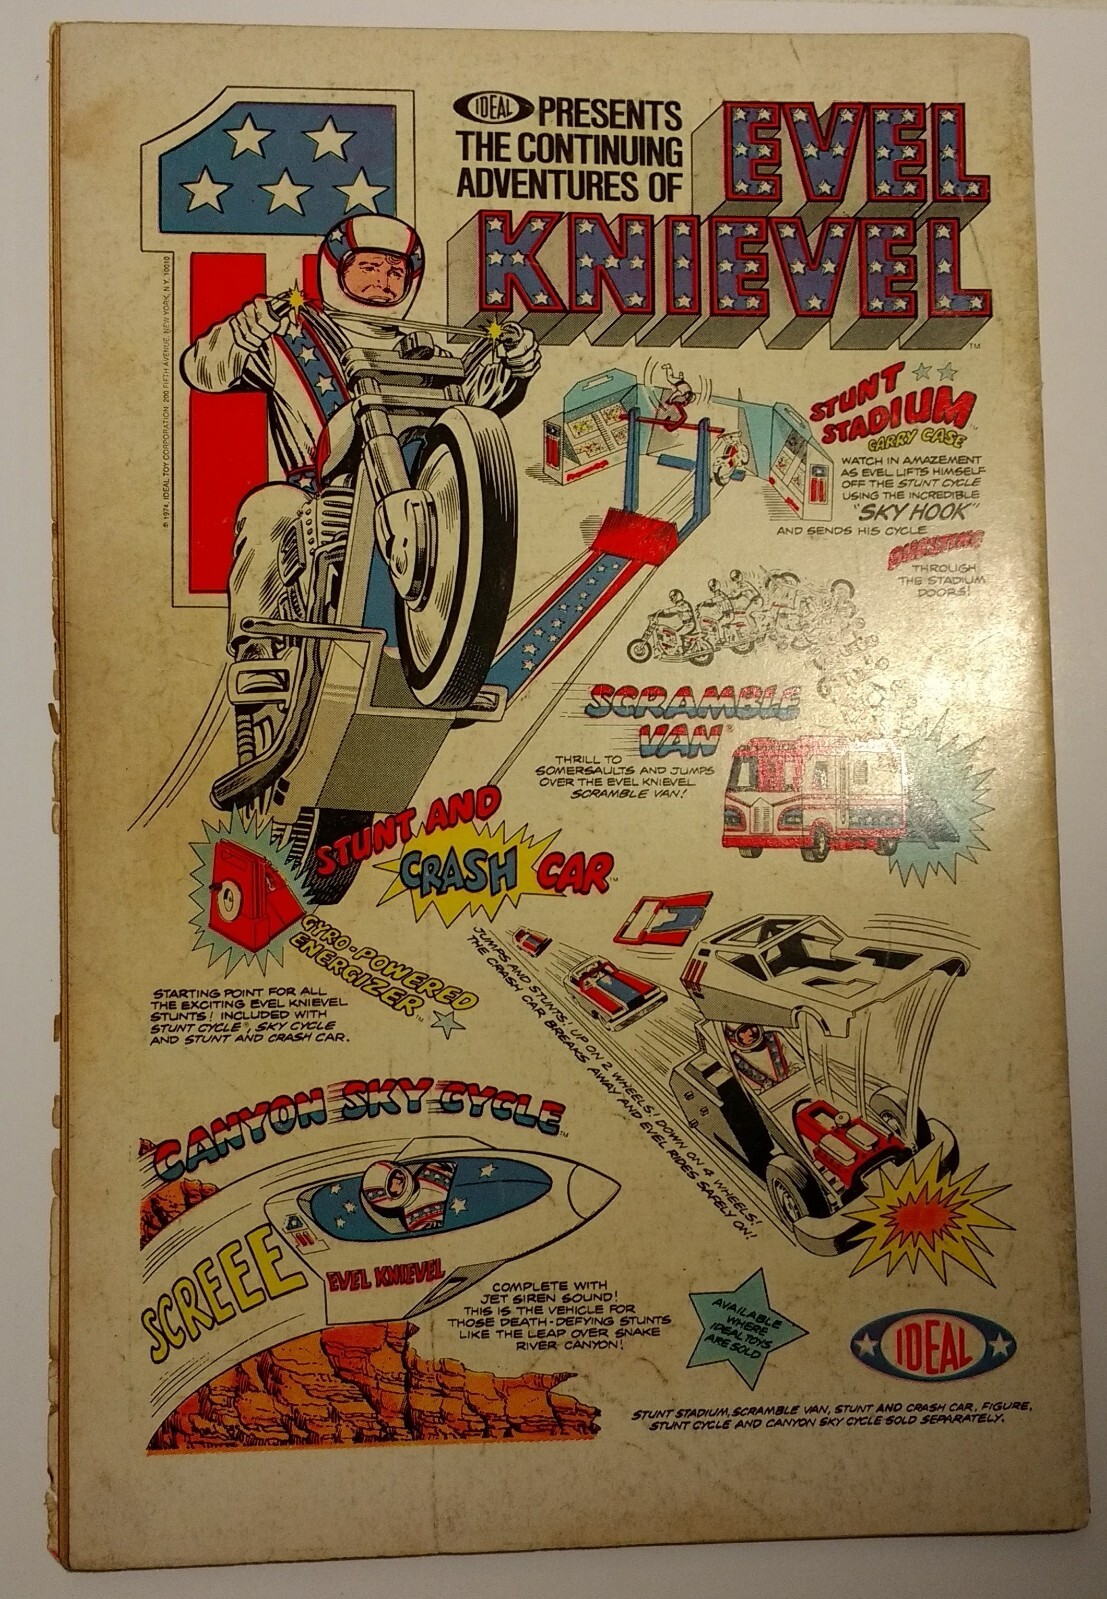 IDEAL PRESENTS
THE CONTINUING
ADVENTURES OF
EVEL
KNIEVEL
TM
© 1974, IDEAL TOY CORPORATION, 200 FIFTH AVENUE, NEW YORK, N.Y. 10010
STUNT
STADIUM
CARRY CASE
WATCH IN AMAZEMENT
AS EVEL LIFTS HIMSELF
OFF THE STUNT CYCLE
USING THE INCREDIBLE
"SKY HOOK"
AND SENDS HIS CYCLE
THROUGH
THE STADIUM
DOORS!
SCRAMBLE
VAN
THRILL TO
SOMERSAULTS AND JUMPS
OVER THE EVEL KNIEVEL
SCRAMBLE VAN!
STUNT AND
CRASH CAR
TM
GYRO-POWERED
ENERGIZER
TM
STARTING POINT FOR ALL
THE EXCITING EVEL KNIEVEL
STUNTS! INCLUDED WITH
STUNT CYCLE®, SKY CYCLE
AND STUNT AND CRASH CAR.
JUMPS AND STUNTS! UP ON 2 WHEELS! DOWN ON 4 WHEELS!
THE CRASH CAR BREAKS AWAY AND EVEL RIDES SAFELY ON!
CANYON SKY CYCLE
TM
SCREEE
EVEL KNIEVEL
COMPLETE WITH
JET SIREN SOUND!
THIS IS THE VEHICLE FOR
THOSE DEATH-DEFYING STUNTS
LIKE THE LEAP OVER SNAKE
RIVER CANYON!
AVAILABLE
WHERE
IDEAL TOYS
ARE SOLD
IDEAL
STUNT STADIUM, SCRAMBLE VAN, STUNT AND CRASH CAR, FIGURE,
STUNT CYCLE AND CANYON SKY CYCLE SOLD SEPARATELY.